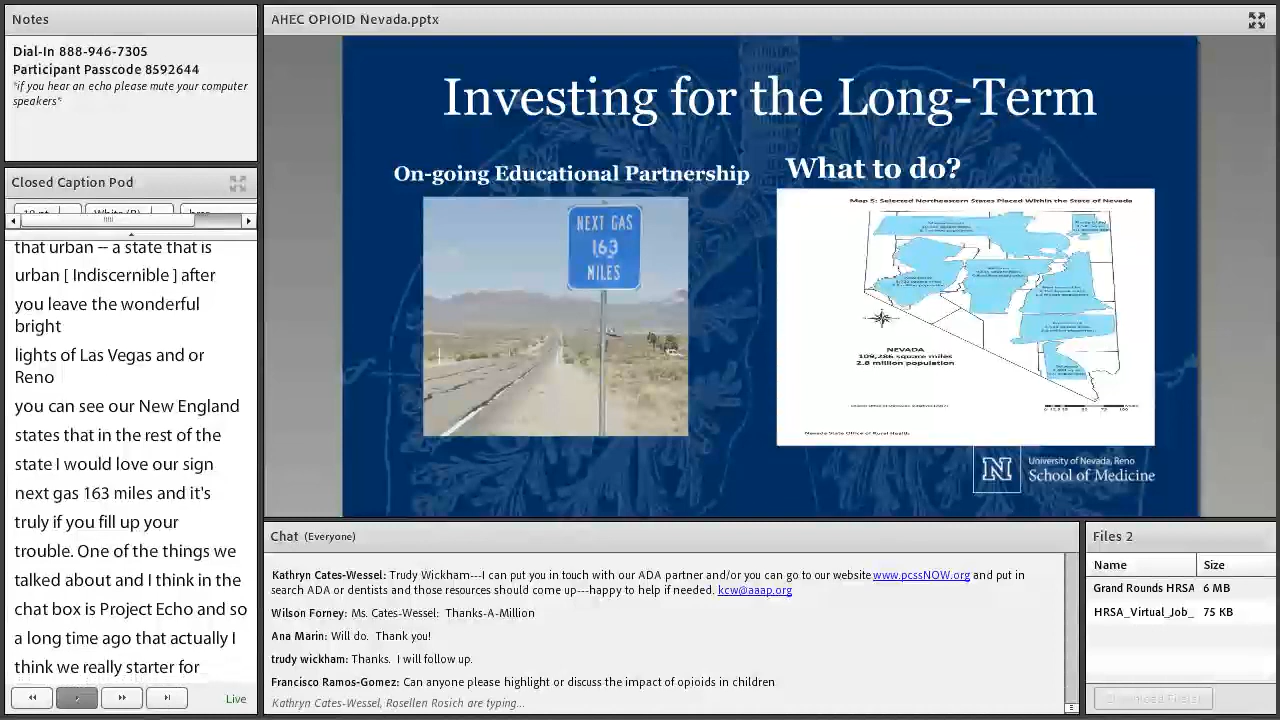 Notes
Dial-In 888-946-7305
Participant Passcode 8592644
*if you hear an echo please mute your computer
speakers*
Closed Caption Pod
that urban -- a state that is
urban [ Indiscernible ] after
you leave the wonderful
bright
lights of Las Vegas and or
Reno
you can see our New England
states that in the rest of the
state I would love our sign
next gas 163 miles and it's
truly if you fill up your
trouble. One of the things we
talked about and I think in the
chat box is Project Echo and so
a long time ago that actually I
think we really starter for
Live
AHEC OPIOID Nevada.pptx
Investing for the Long-Term
On-going Educational Partnership
What to do?
NEXT GAS
163
MILES
Map 5: Selected Northeastern States Placed Within the State of Nevada
NEVADA
109,286 square miles
2.8 million population
Nevada State Office of Rural Health
N
University of Nevada, Reno
School of Medicine
Chat (Everyone)
Kathryn Cates-Wessel: Trudy Wickham---I can put you in touch with our ADA partner and/or you can go to our website www.pcssNOW.org and put in
search ADA or dentists and those resources should come up---happy to help if needed. kcw@aaap.org
Wilson Forney: Ms. Cates-Wessel: Thanks-A-Million
Ana Marin: Will do. Thank you!
trudy wickham: Thanks. I will follow up.
Francisco Ramos-Gomez: Can anyone please highlight or discuss the impact of opioids in children
Kathryn Cates-Wessel, Rosellen Rosich are typing...
Files 2
Name Size
Grand Rounds HRSA 6 MB
HRSA_Virtual_Job_ 75 KB